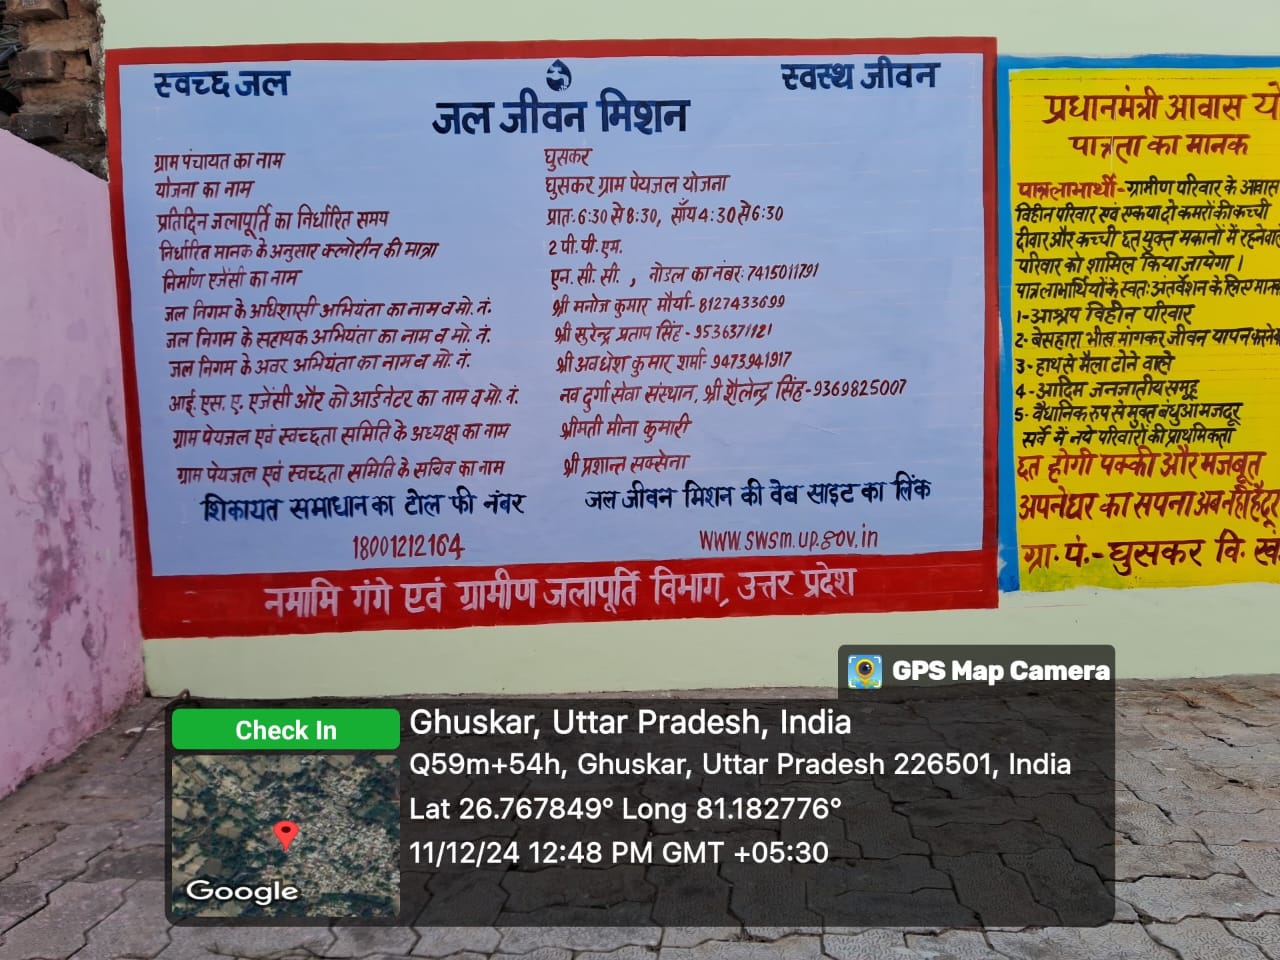 स्वच्छ जल
स्वस्थ जीवन
जल जीवन मिशन
ग्राम पंचायत का नाम घुसकर
योजना का नाम घुसकर ग्राम पेयजल योजना
प्रतिदिन जलापूर्ति का निर्धारित समय प्रातः 6:30 से 8:30, साँय 4:30 से 6:30
निर्धारित मानक के अनुसार क्लोरीन की मात्रा 2 पी. पी. एम.
निर्माण एजेंसी का नाम एन. सी. सी. , नोडल का नंबर: 7415011791
जल निगम के अधिशासी अभियंता का नाम व मो. नं. श्री मनोज कुमार मौर्या- 8127433699
जल निगम के सहायक अभियंता का नाम व मो. नं. श्री सुरेन्द्र प्रताप सिंह - 9536371121
जल निगम के अवर अभियंता का नाम व मो. नं. श्री अवधेश कुमार शर्मा- 9473941917
आई. एस. ए. एजेंसी और को आर्डिनेटर का नाम व मो. नं. नव दुर्गा सेवा संस्थान, श्री शैलेन्द्र सिंह- 9369825007
ग्राम पेयजल एवं स्वच्छता समिति के अध्यक्ष का नाम श्रीमती मीना कुमारी
ग्राम पेयजल एवं स्वच्छता समिति के सचिव का नाम श्री प्रशान्त सक्सेना
शिकायत समाधान का टोल फ्री नंबर जल जीवन मिशन की वेब साइट का लिंक
18001212164 www.swsm.up.gov.in
नमामि गंगे एवं ग्रामीण जलापूर्ति विभाग, उत्तर प्रदेश
प्रधानमंत्री आवास यो
पात्रता का मानक
पात्र लाभार्थी- ग्रामीण परिवार के आवास
विहीन परिवार एवं एक या दो कमरों की कच्ची
दीवार और कच्ची छत युक्त मकानों में रहने वाले
परिवार को शामिल किया जायेगा।
पात्र लाभार्थियों के स्वतः अंतर्वेशन के लिए मानक
1- आश्रय विहीन परिवार
2- बेसहारा भीख मांगकर जीवन यापन करने
3- हाथ से मैला ढोने वाले
4- आदिम जनजातीय समूह
5- वैधानिक रुप से मुक्त बंधुआ मजदूर
सर्वे में नये परिवारों की प्राथमिकता
छत होगी पक्की और मजबूत
अपने घर का सपना अब नहीं है दूर
ग्रा. पं.- घुसकर वि. खं
GPS Map Camera
Check In
Ghuskar, Uttar Pradesh, India
Q59m+54h, Ghuskar, Uttar Pradesh 226501, India
Lat 26.767849° Long 81.182776°
11/12/24 12:48 PM GMT +05:30
Google